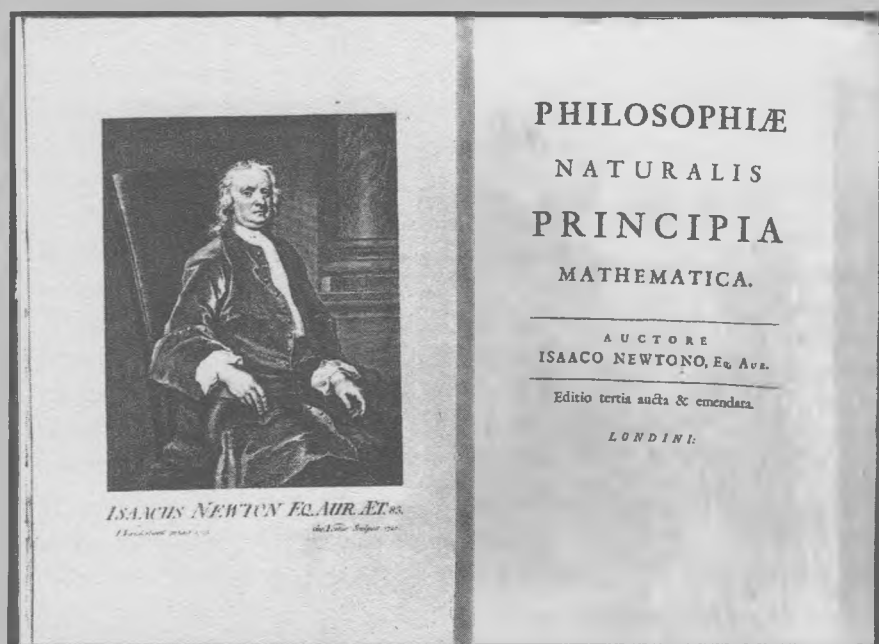 ISAACUS NEWTON EQ. AUR. ÆT. 83.
PHILOSOPHIÆ
NATURALIS
PRINCIPIA
MATHEMATICA.
AUCTORE
ISAACO NEWTONO, Eq. Aur.
Editio tertia aucta & emendata.
LONDINI: